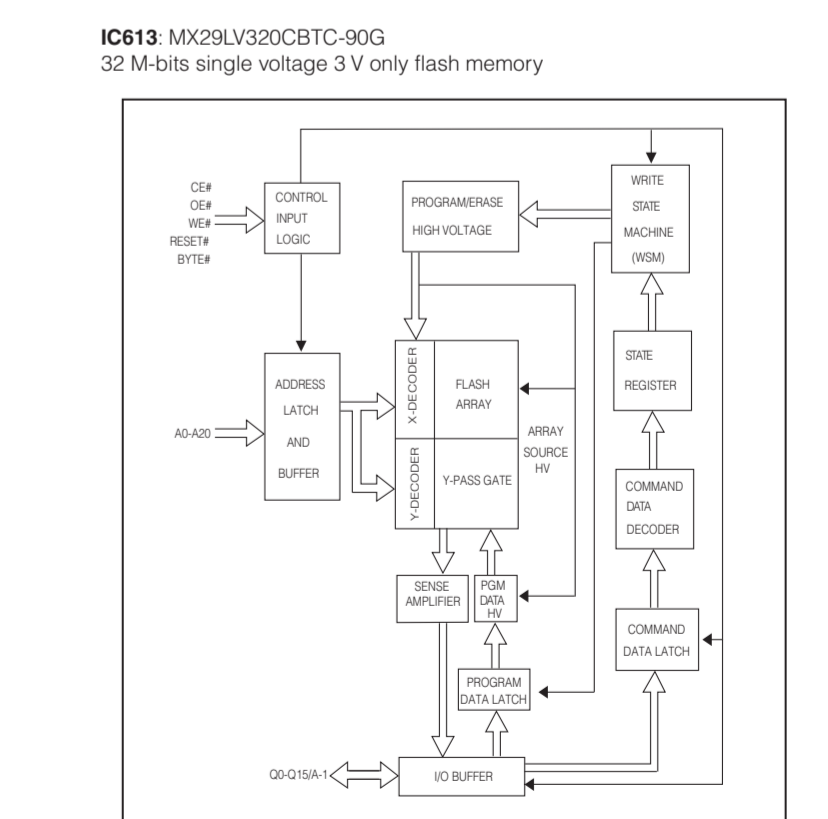 IC613: MX29LV320CBTC-90G
32 M-bits single voltage 3 V only flash memory
CE#
OE#
WE#
RESET#
BYTE#
CONTROL
INPUT
LOGIC
PROGRAM/ERASE
HIGH VOLTAGE
WRITE
STATE
MACHINE
(WSM)
STATE
REGISTER
A0-A20
ADDRESS
LATCH
AND
BUFFER
X-DECODER
FLASH
ARRAY
Y-DECODER
Y-PASS GATE
ARRAY
SOURCE
HV
COMMAND
DATA
DECODER
SENSE
AMPLIFIER
PGM
DATA
HV
COMMAND
DATA LATCH
PROGRAM
DATA LATCH
Q0-Q15/A-1
I/O BUFFER